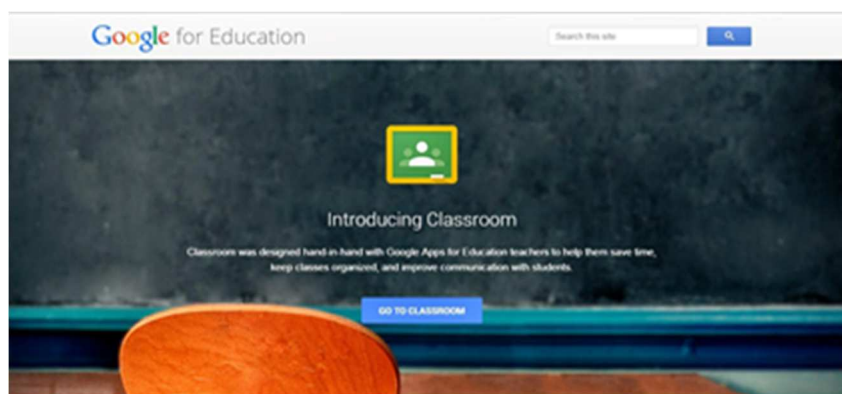 Google for Education
Search this site
Introducing Classroom
Classroom was designed hand-in-hand with Google Apps for Education teachers to help them save time,
keep classes organized, and improve communication with students.
GO TO CLASSROOM